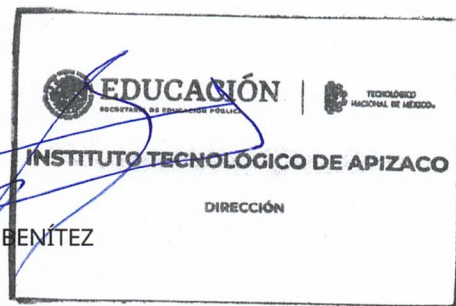 EDUCACIÓN
SECRETARÍA DE EDUCACIÓN PÚBLICA
TECNOLÓGICO
NACIONAL DE MÉXICO®
INSTITUTO TECNOLÓGICO DE APIZACO
DIRECCIÓN
BENÍTEZ